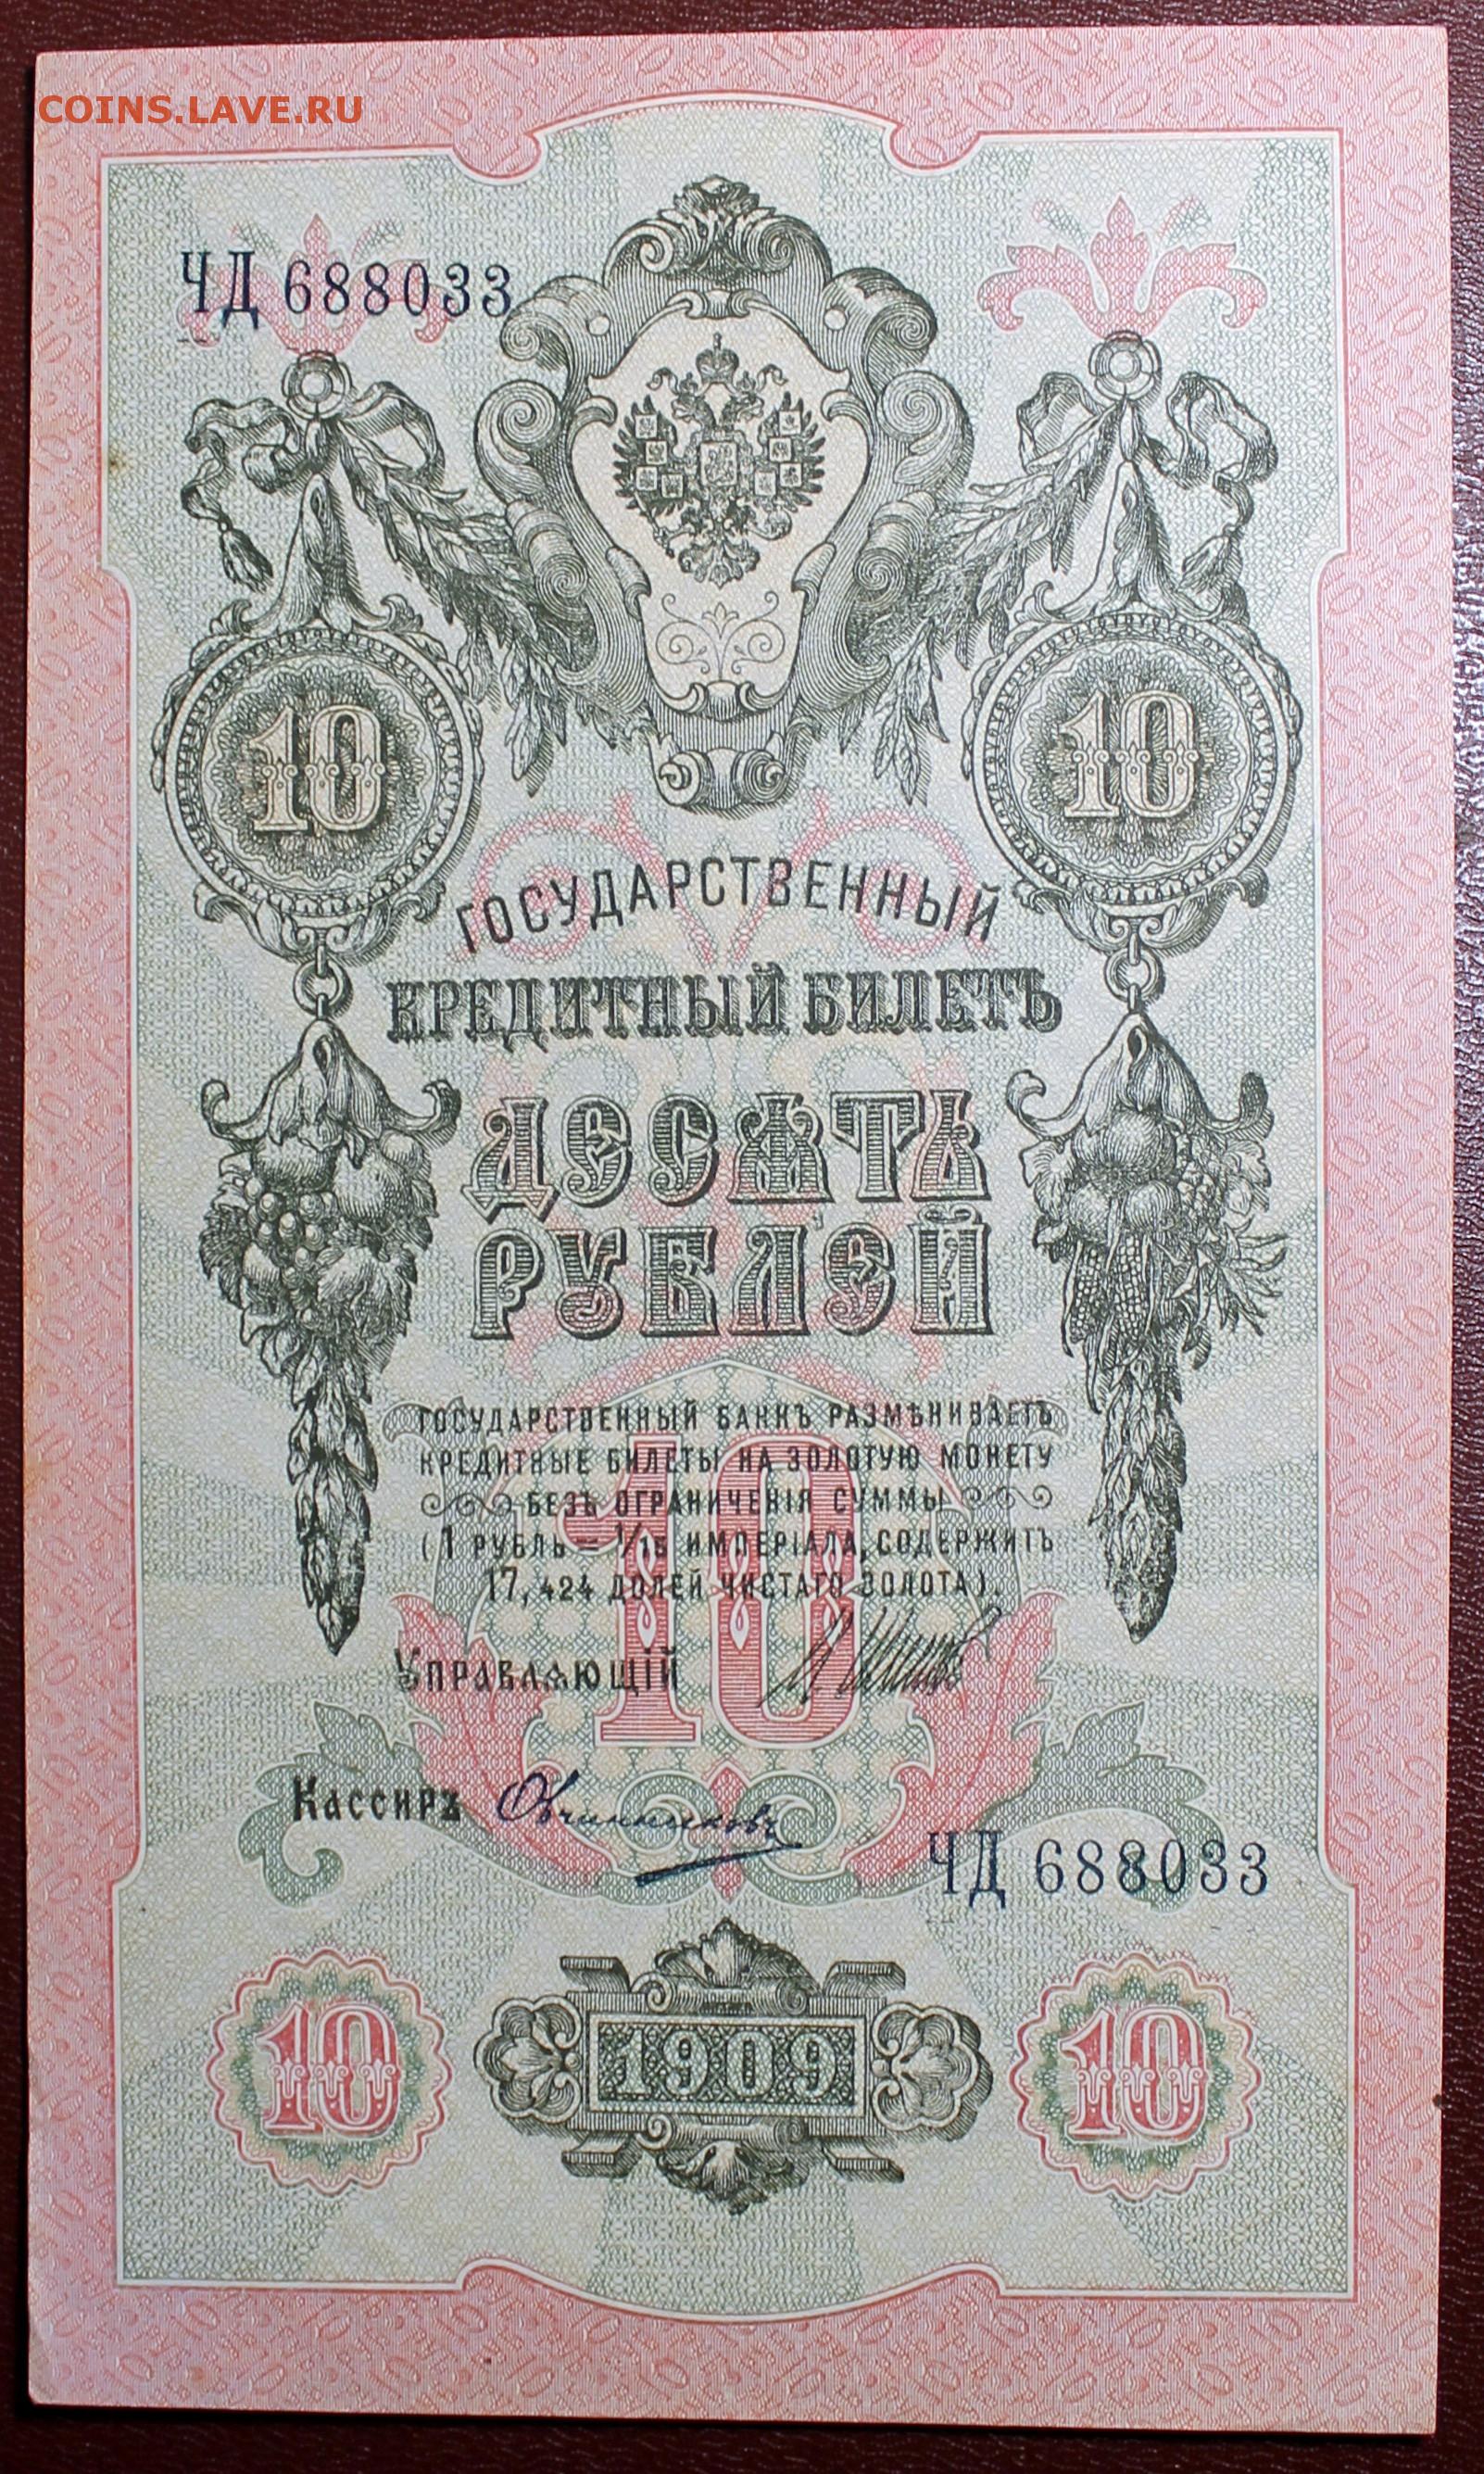 COINS.LAVE.RU
ЧД 688033
10
10
ГОСУДАРСТВЕННЫЙ
КРЕДИТНЫЙ БИЛЕТЪ
ДЕСЯТЬ
РУБЛЕЙ
ГОСУДАРСТВЕННЫЙ БАНКЪ РАЗМѢНИВАЕТЪ
КРЕДИТНЫЕ БИЛЕТЫ НА ЗОЛОТУЮ МОНЕТУ
БЕЗЪ ОГРАНИЧЕНІЯ СУММЫ
(1 РУБЛЬ = 1/15 ИМПЕРІАЛА, СОДЕРЖИТЪ
17,424 ДОЛЕЙ ЧИСТАГО ЗОЛОТА).
10
УПРАВЛЯЮЩІЙ
КАССИРЪ Овчинниковъ
ЧД 688033
10
1909
10